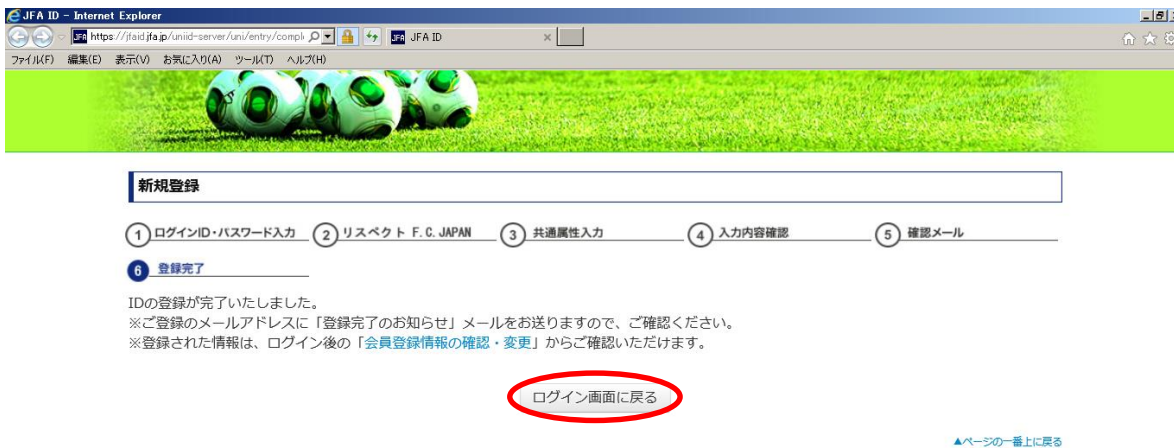 JFA ID - Internet Explorer
https://jfaid.jfa.jp/uniid-server/uni/entry/compl
JFA ID
ファイル(F) 編集(E) 表示(V) お気に入り(A) ツール(T) ヘルプ(H)
新規登録
1 ログインID・パスワード入力 2 リスペクト F.C.JAPAN 3 共通属性入力 4 入力内容確認 5 確認メール
6 登録完了
IDの登録が完了いたしました。
※ご登録のメールアドレスに「登録完了のお知らせ」メールをお送りますので、ご確認ください。
※登録された情報は、ログイン後の「会員登録情報の確認・変更」からご確認いただけます。
ログイン画面に戻る
▲ページの一番上に戻る